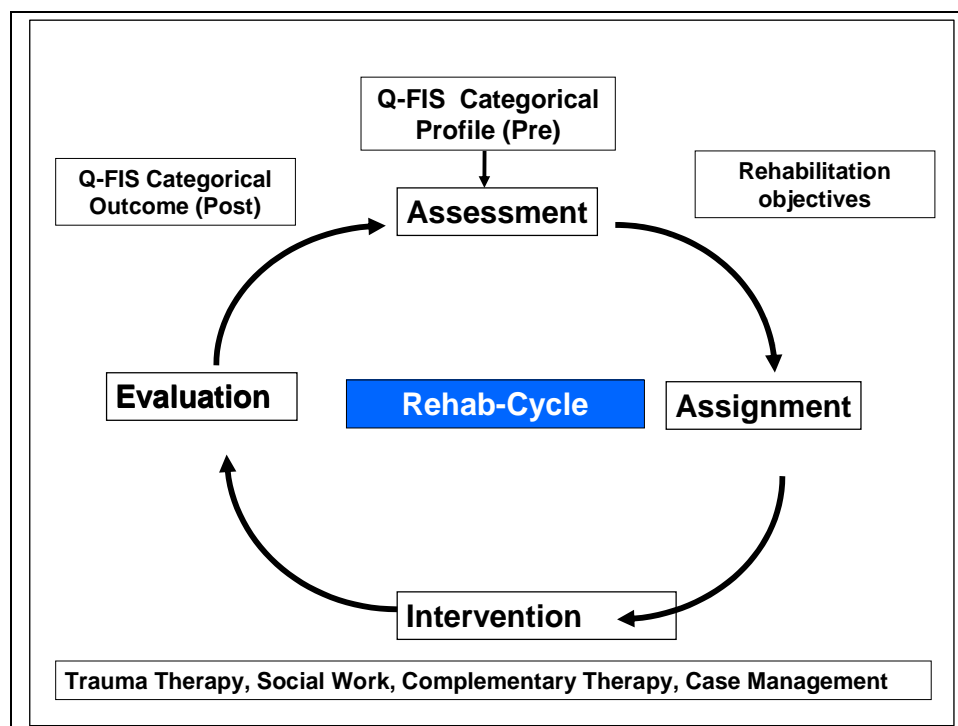 Q-FIS Categorical
Profile (Pre)
Q-FIS Categorical
Outcome (Post)
Rehabilitation
objectives
Assessment
Evaluation
Rehab-Cycle
Assignment
Intervention
Trauma Therapy, Social Work, Complementary Therapy, Case Management